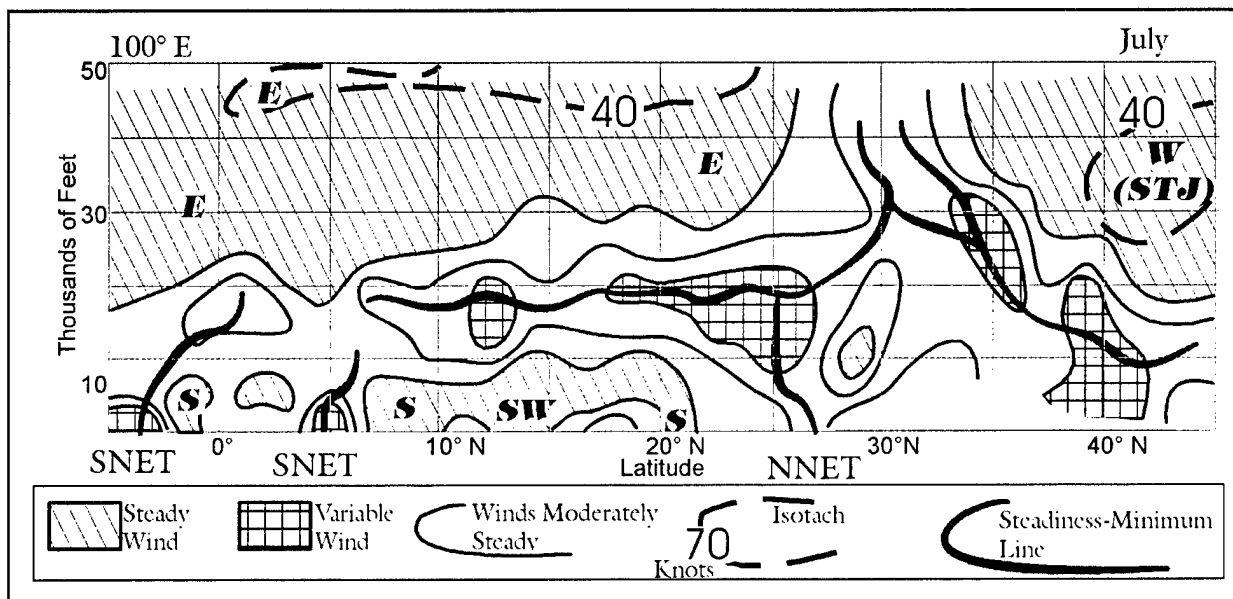 100° E July
50
E
40
40
E
W
(STJ)
E
30
20
Thousands of Feet
10
S
S
SW
S
0° 10° N 20° N 30°N 40° N
SNET SNET Latitude NNET
Steady Wind
Variable Wind
Winds Moderately Steady
Isotach
70
Knots
Steadiness-Minimum Line